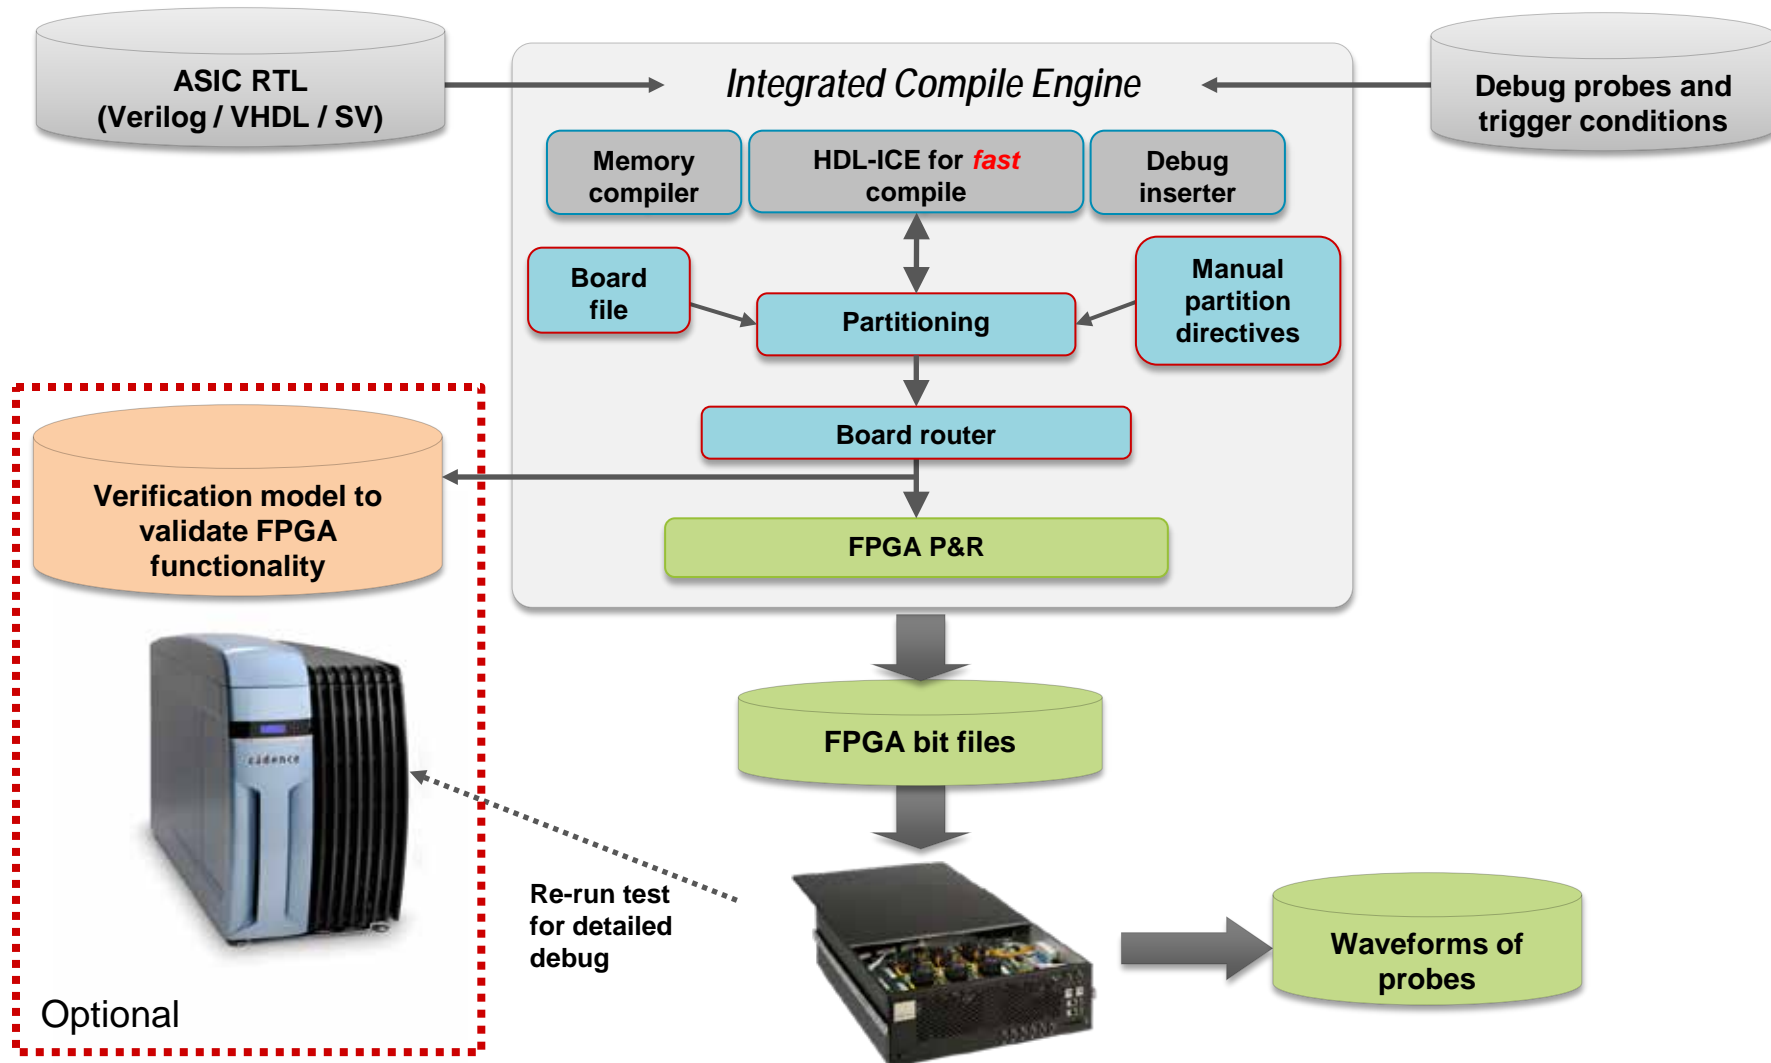 ASIC RTL
(Verilog / VHDL / SV)
Integrated Compile Engine
Debug probes and
trigger conditions
Memory
compiler
HDL-ICE for fast
compile
Debug
inserter
Board
file
Partitioning
Manual
partition
directives
Board router
Verification model to
validate FPGA
functionality
FPGA P&R
cādence
FPGA bit files
Re-run test
for detailed
debug
Waveforms of
probes
Optional